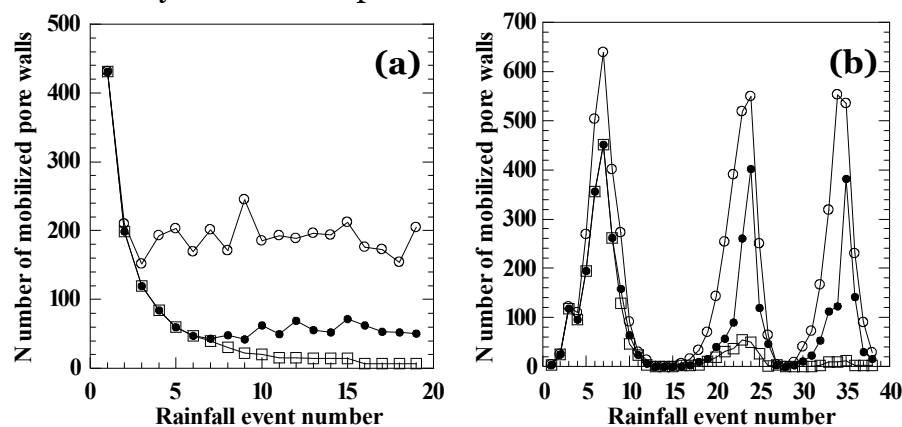 500
400
300
200
100
0
N umber of mobilized pore walls
(a)
0 5 10 15 20
Rainfall event number
700
600
500
400
300
200
100
0
N umber of mobilized pore walls
(b)
0 5 10 15 20 25 30 35 40
Rainfall event number